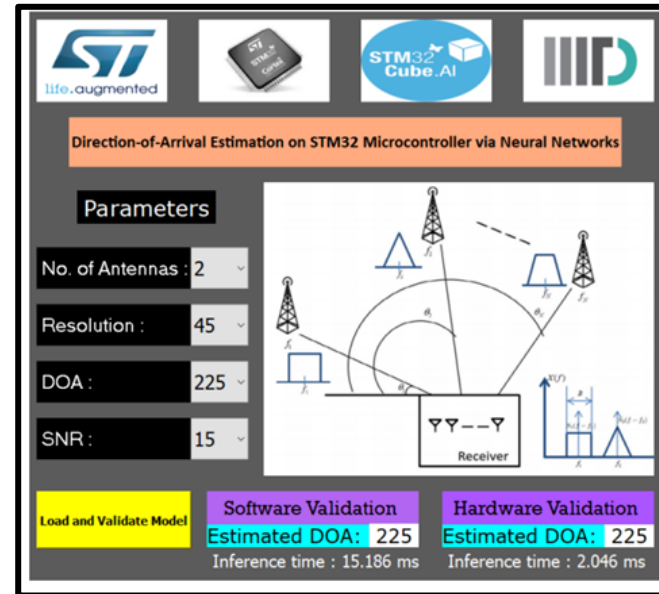 life.augmented
STM32
Cortex
STM32
Cube.AI
Direction-of-Arrival Estimation on STM32 Microcontroller via Neural Networks
Parameters
No. of Antennas : 2
Resolution : 45
DOA : 225
SNR : 15
Receiver
Load and Validate Model
Software Validation
Estimated DOA: 225
Inference time : 15.186 ms
Hardware Validation
Estimated DOA: 225
Inference time : 2.046 ms